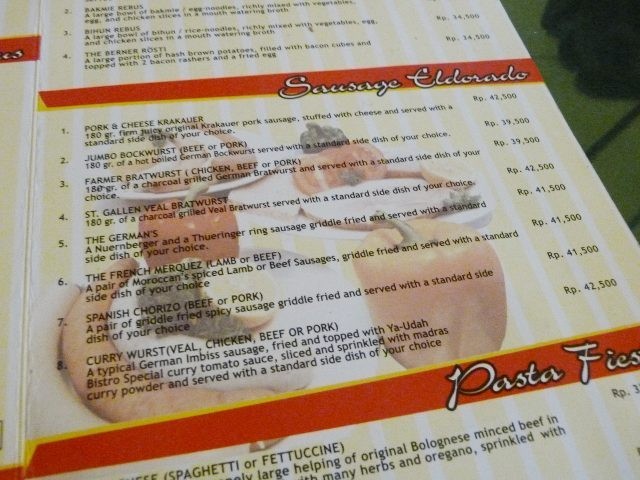 2. BAKMIE REBUS
A large bowl of bakmie / egg-noodles, richly mixed with vegetables,
egg, and chicken slices in a mouth watering broth
Rp. 34,500
3. BIHUN REBUS
A large bowl of bihun / rice-noodles, richly mixed with vegetables, egg,
and chicken slices in a mouth watering broth
Rp. 34,500
4. THE BERNER RÖSTI
A large portion of hash brown potatoes, filled with bacon cubes and
topped with 2 bacon rashers and a fried egg
Sausage Eldorado
1. PORK & CHEESE KRAKAUER
180 gr. firm juicy original Krakauer pork sausage, stuffed with cheese and served with a
standard side dish of your choice.
Rp. 42,500
2. JUMBO BOCKWURST (BEEF or PORK)
180 gr. of a hot boiled German Bockwurst served with a standard side dish of your choice.
Rp. 39,500
3. FARMER BRATWURST ( CHICKEN, BEEF or PORK)
180 gr. of a charcoal grilled German Bratwurst and served with a standard side dish of your
choice.
Rp. 39,500
4. ST. GALLEN VEAL BRATWURST
180 gr. of a charcoal grilled Veal Bratwurst served with a standard side dish of your choice.
Rp. 42,500
5. THE GERMAN'S
A Nuernberger and a Thueringer ring sausage griddle fried and served with a standard
side dish of your choice.
Rp. 41,500
6. THE FRENCH MERQUEZ (LAMB or BEEF)
A pair of Moroccan's spiced Lamb or Beef Sausages, griddle fried and served with a standard
side dish of your choice
Rp. 41,500
7. SPANISH CHORIZO (BEEF or PORK)
A pair of griddle fried spicy sausage griddle fried and served with a standard side
dish of your choice
Rp. 41,500
8. CURRY WURST(VEAL, CHICKEN, BEEF OR PORK)
A typical German Imbiss sausage, fried and topped with Ya-Udah
Bistro Special curry tomato sauce, sliced and sprinkled with madras
curry powder and served with a standard side dish of your choice
Rp. 42,500
Pasta Fies
(SPAGHETTI or FETTUCCINE)
large helping of original Bolognese minced beef in
with many herbs and oregano, sprinkled with
Rp.